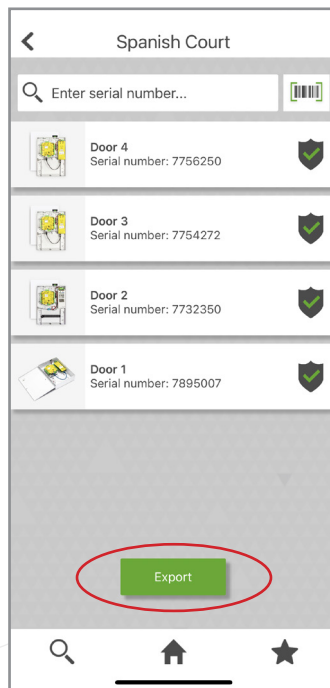 Spanish Court
Enter serial number...
Door 4
Serial number: 7756250
Door 3
Serial number: 7754272
Door 2
Serial number: 7732350
Door 1
Serial number: 7895007
Export